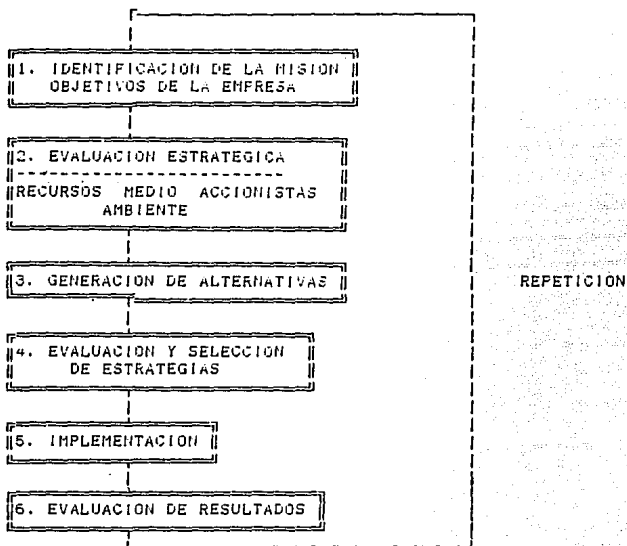 1. IDENTIFICACION DE LA MISION
OBJETIVOS DE LA EMPRESA
2. EVALUACION ESTRATEGICA
------------------------
RECURSOS MEDIO ACCIONISTAS
AMBIENTE
3. GENERACION DE ALTERNATIVAS
REPETICION
4. EVALUACION Y SELECCION
DE ESTRATEGIAS
5. IMPLEMENTACION
6. EVALUACION DE RESULTADOS